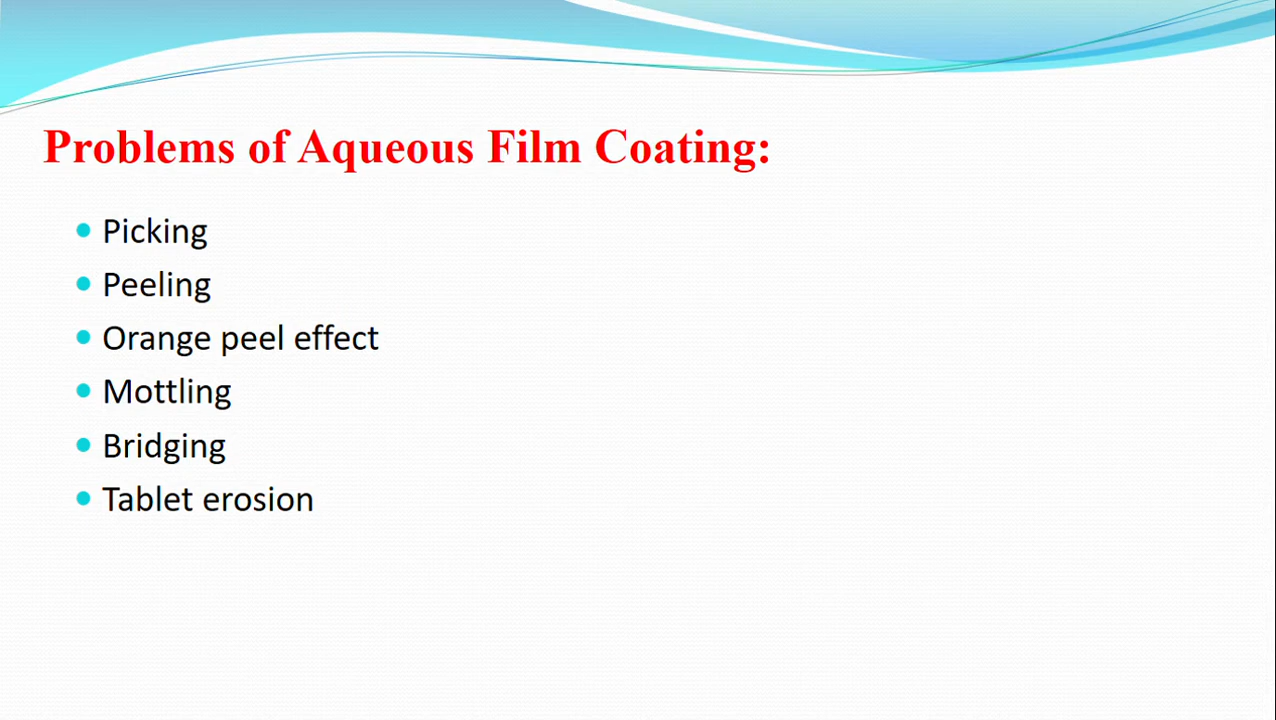 Problems of Aqueous Film Coating:
Picking
Peeling
Orange peel effect
Mottling
Bridging
Tablet erosion